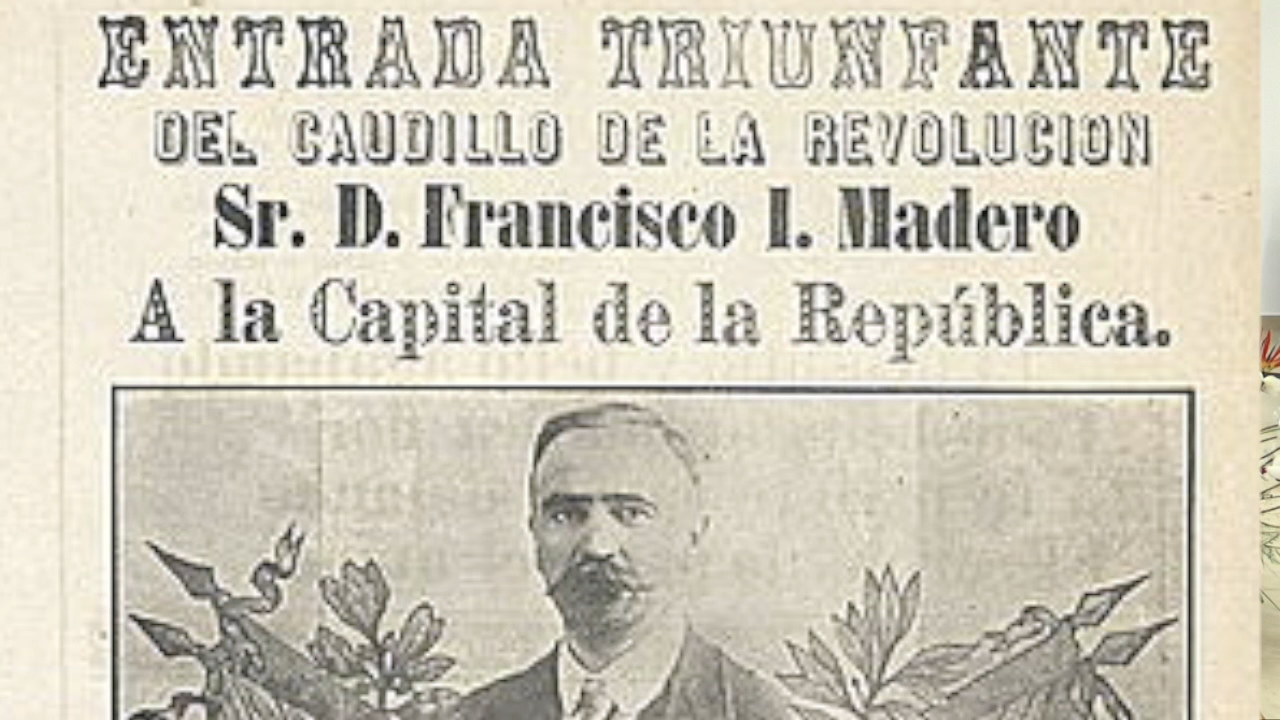 ENTRADA TRIUNFANTE
DEL CAUDILLO DE LA REVOLUCION
Sr. D. Francisco I. Madero
A la Capital de la República.